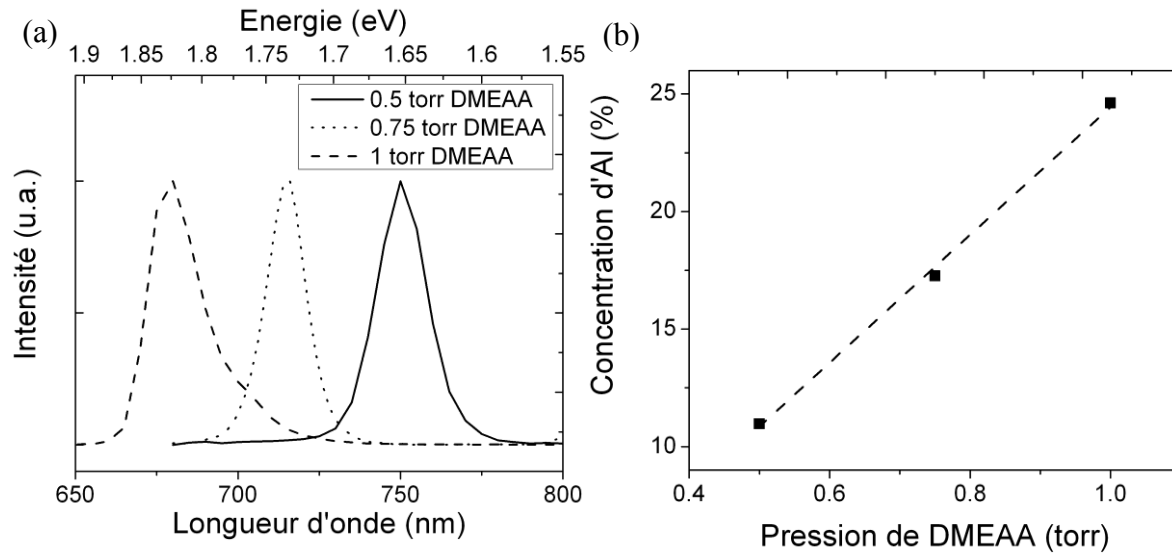 (a)
Energie (eV)
1.9 1.85 1.8 1.75 1.7 1.65 1.6 1.55
0.5 torr DMEAA
0.75 torr DMEAA
1 torr DMEAA
Intensité (u.a.)
650 700 750 800
Longueur d'onde (nm)
(b)
Concentration d'Al (%)
25
20
15
10
0.4 0.6 0.8 1.0
Pression de DMEAA (torr)